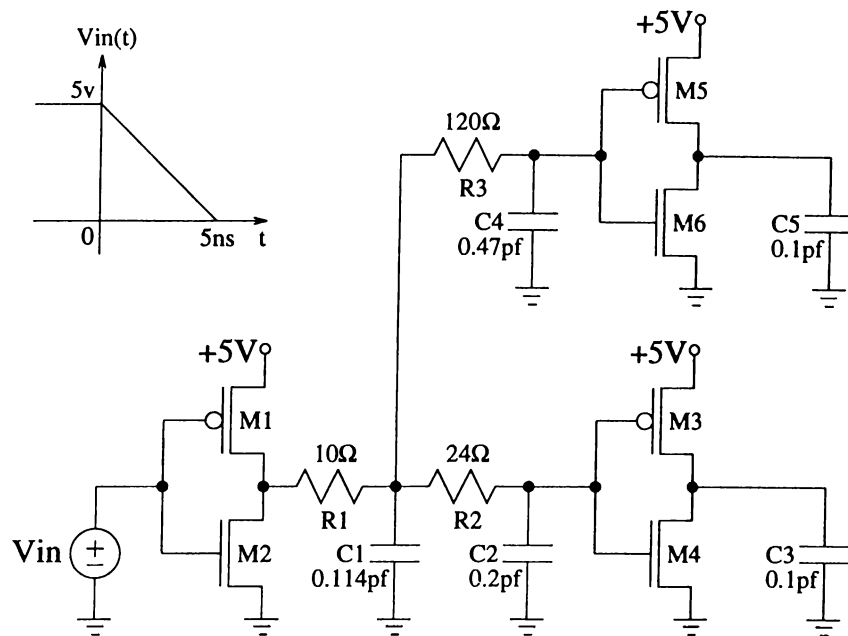 Vin(t)
5v
0
5ns
t
+5V
M5
120Ω
R3
C4
0.47pf
M6
C5
0.1pf
+5V
M1
10Ω
R1
M2
Vin
+
−
C1
0.114pf
24Ω
R2
C2
0.2pf
+5V
M3
M4
C3
0.1pf